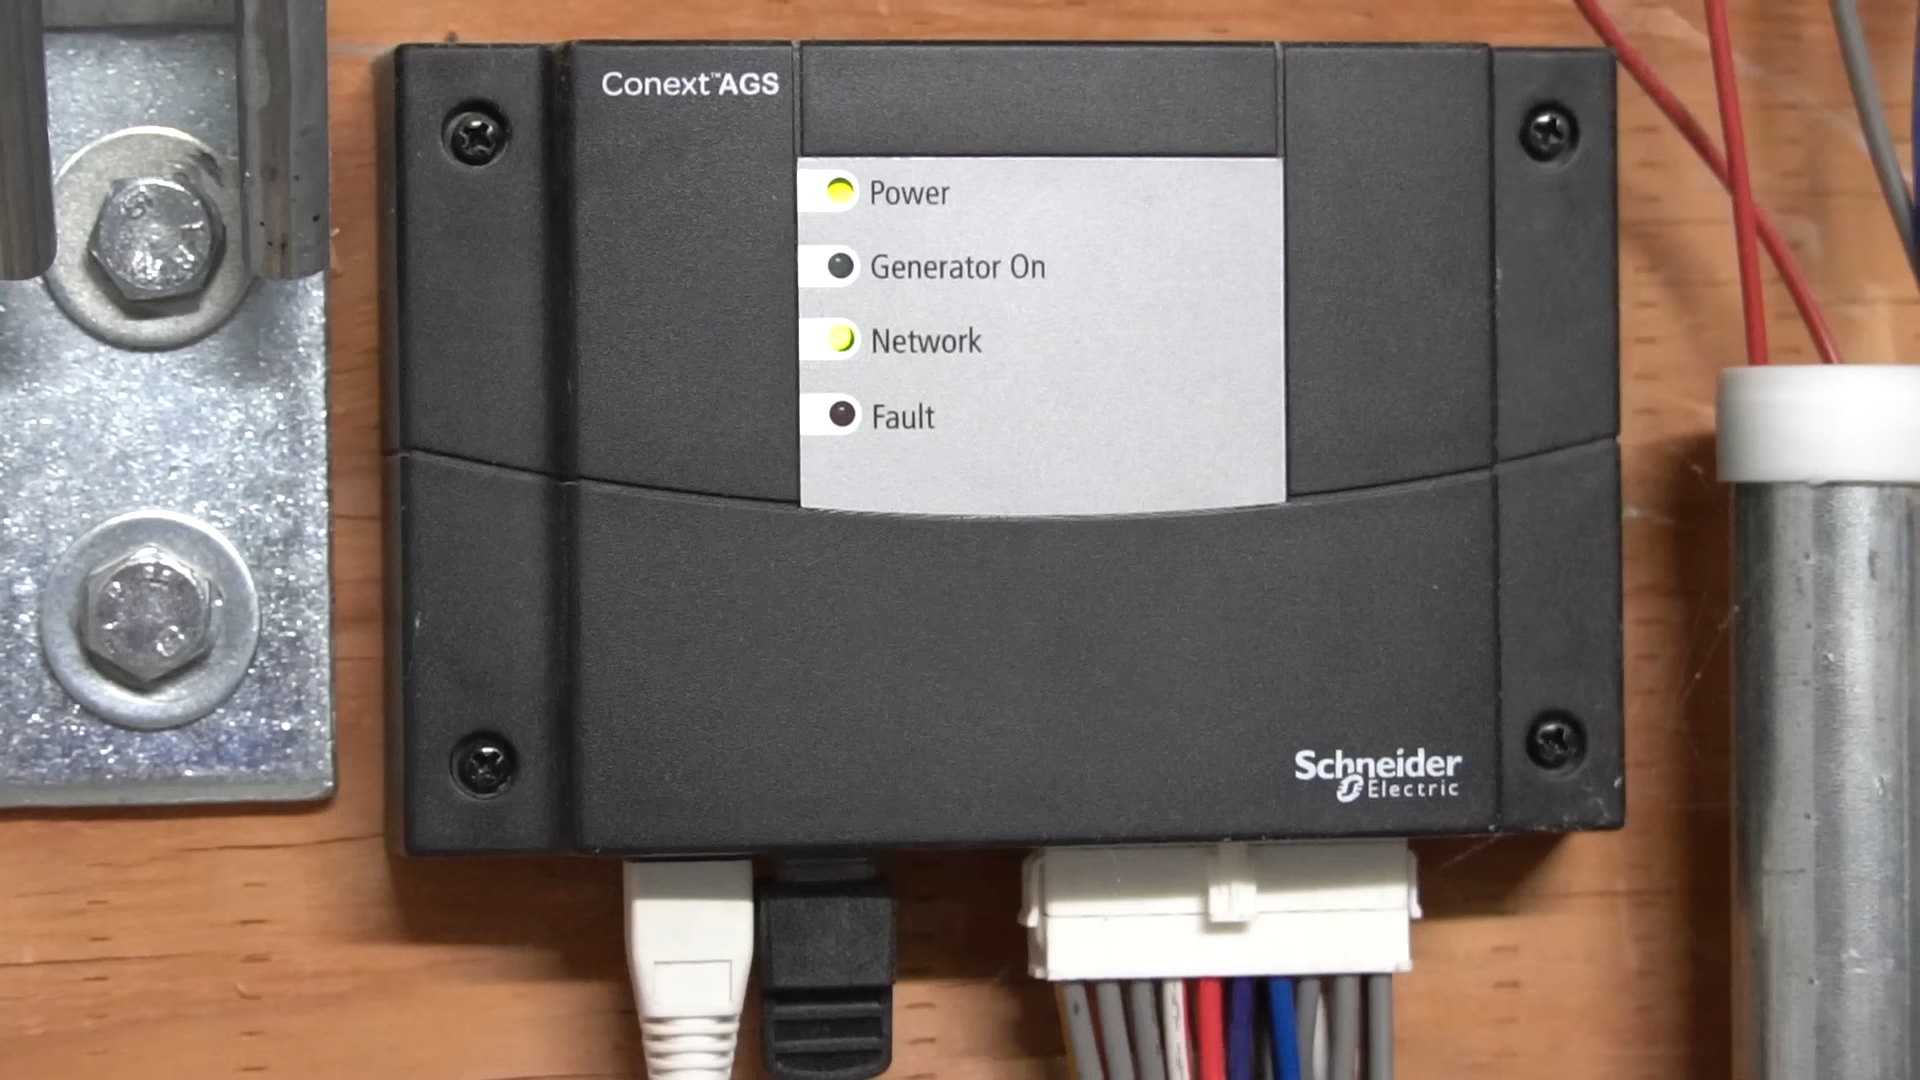 Conext™AGS
Power
Generator On
Network
Fault
Schneider
Electric